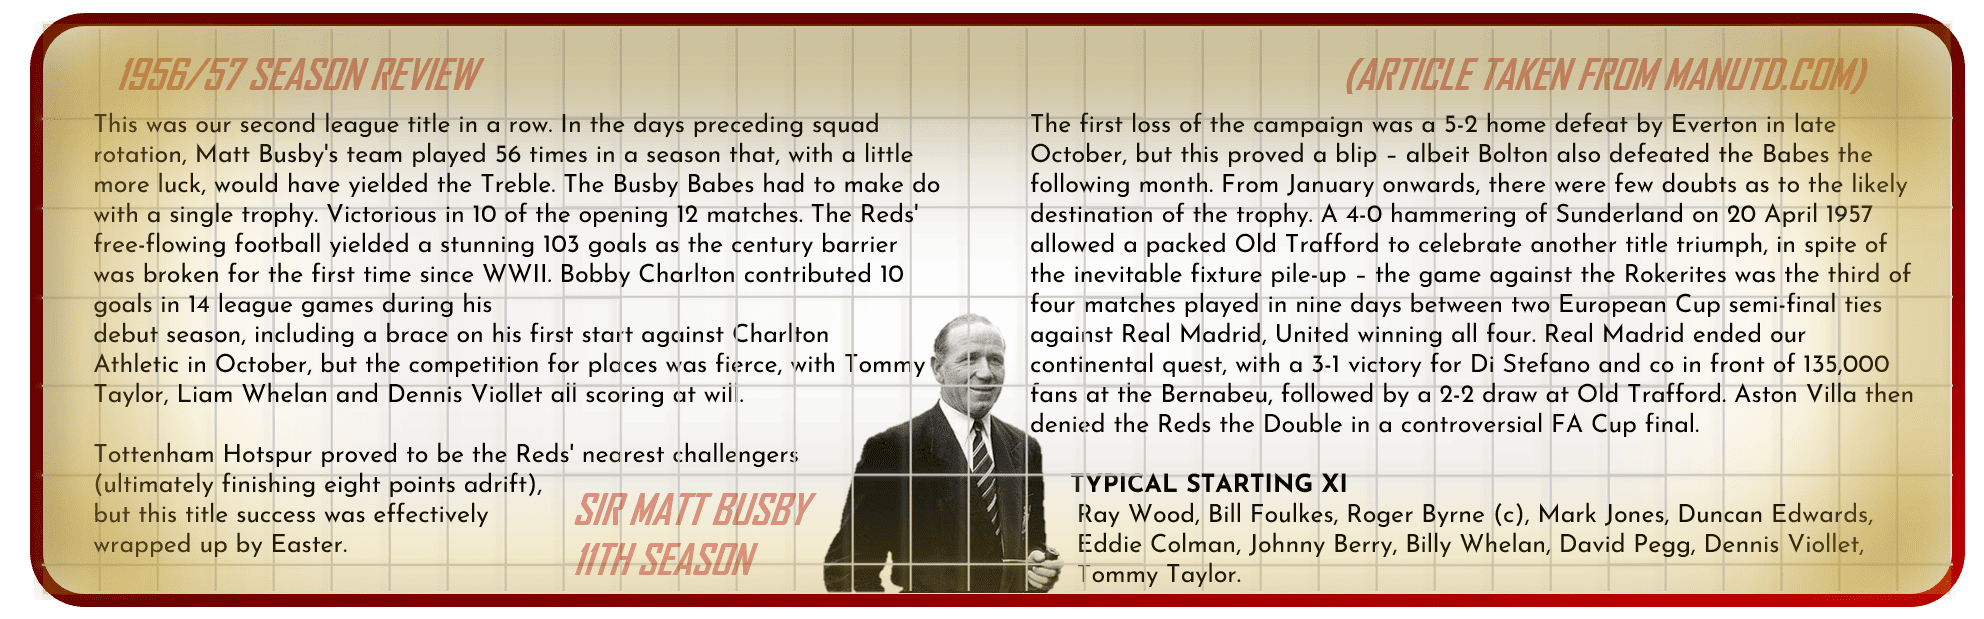 1956/57 SEASON REVIEW
(ARTICLE TAKEN FROM MANUTD.COM)
This was our second league title in a row. In the days preceding squad
rotation, Matt Busby's team played 56 times in a season that, with a little
more luck, would have yielded the Treble. The Busby Babes had to make do
with a single trophy. Victorious in 10 of the opening 12 matches. The Reds'
free-flowing football yielded a stunning 103 goals as the century barrier
was broken for the first time since WWII. Bobby Charlton contributed 10
goals in 14 league games during his
debut season, including a brace on his first start against Charlton
Athletic in October, but the competition for places was fierce, with Tommy
Taylor, Liam Whelan and Dennis Viollet all scoring at will.
Tottenham Hotspur proved to be the Reds' nearest challengers
(ultimately finishing eight points adrift),
but this title success was effectively
wrapped up by Easter.
SIR MATT BUSBY
11TH SEASON
The first loss of the campaign was a 5-2 home defeat by Everton in late
October, but this proved a blip – albeit Bolton also defeated the Babes the
following month. From January onwards, there were few doubts as to the likely
destination of the trophy. A 4-0 hammering of Sunderland on 20 April 1957
allowed a packed Old Trafford to celebrate another title triumph, in spite of
the inevitable fixture pile-up – the game against the Rokerites was the third of
four matches played in nine days between two European Cup semi-final ties
against Real Madrid, United winning all four. Real Madrid ended our
continental quest, with a 3-1 victory for Di Stefano and co in front of 135,000
fans at the Bernabeu, followed by a 2-2 draw at Old Trafford. Aston Villa then
denied the Reds the Double in a controversial FA Cup final.
TYPICAL STARTING XI
Ray Wood, Bill Foulkes, Roger Byrne (c), Mark Jones, Duncan Edwards,
Eddie Colman, Johnny Berry, Billy Whelan, David Pegg, Dennis Viollet,
Tommy Taylor.